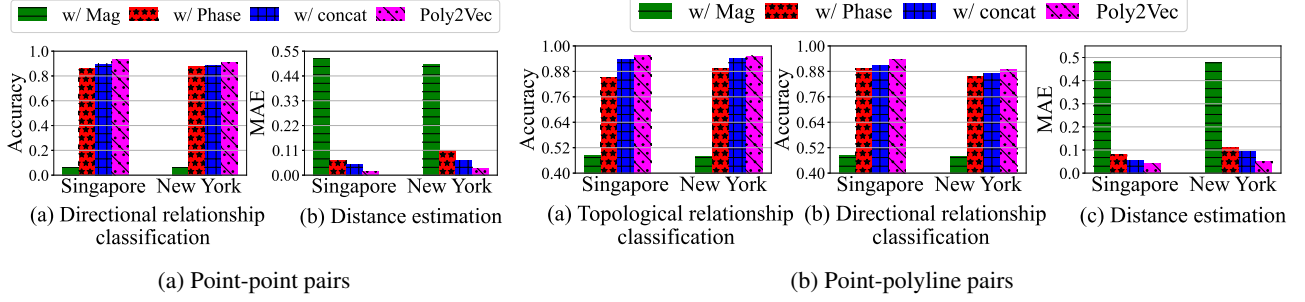 w/ Mag w/ Phase w/ concat Poly2Vec
Accuracy
1.0
0.8
0.6
0.4
0.2
0.0
Singapore New York
(a) Directional relationship
classification
MAE
0.55
0.44
0.33
0.22
0.11
0.00
Singapore New York
(b) Distance estimation
(a) Point-point pairs
w/ Mag w/ Phase w/ concat Poly2Vec
Accuracy
1.00
0.88
0.76
0.64
0.52
0.40
Singapore New York
(a) Topological relationship
classification
Accuracy
1.00
0.88
0.76
0.64
0.52
0.40
Singapore New York
(b) Directional relationship
classification
MAE
0.5
0.4
0.3
0.2
0.1
0.0
Singapore New York
(c) Distance estimation
(b) Point-polyline pairs